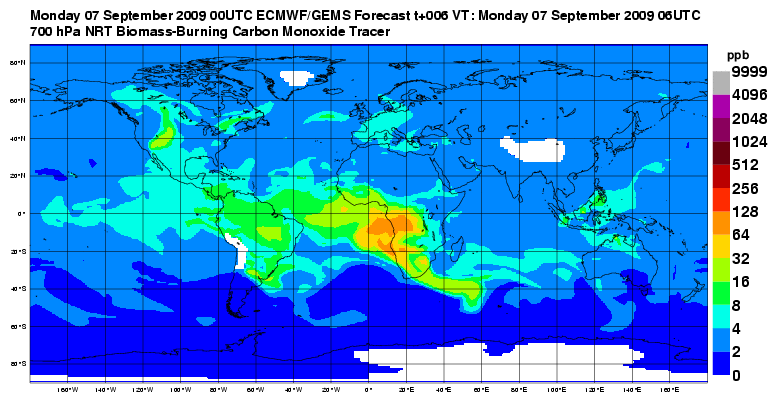 Monday 07 September 2009 00UTC ECMWF/GEMS Forecast t+006 VT: Monday 07 September 2009 06UTC
700 hPa NRT Biomass-Burning Carbon Monoxide Tracer
ppb
9999
4096
2048
1024
512
256
128
64
32
16
8
4
2
0
80°N
60°N
40°N
20°N
0°
20°S
40°S
60°S
80°S
160°W 140°W 120°W 100°W 80°W 60°W 40°W 20°W 0° 20°E 40°E 60°E 80°E 100°E 120°E 140°E 160°E